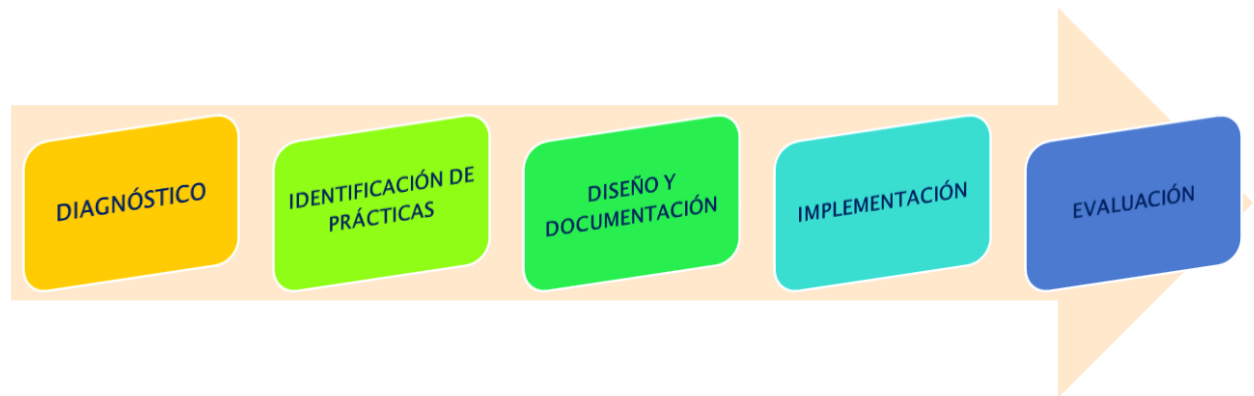 DIAGNÓSTICO
IDENTIFICACIÓN DE
PRÁCTICAS
DISEÑO Y
DOCUMENTACIÓN
IMPLEMENTACIÓN
EVALUACIÓN